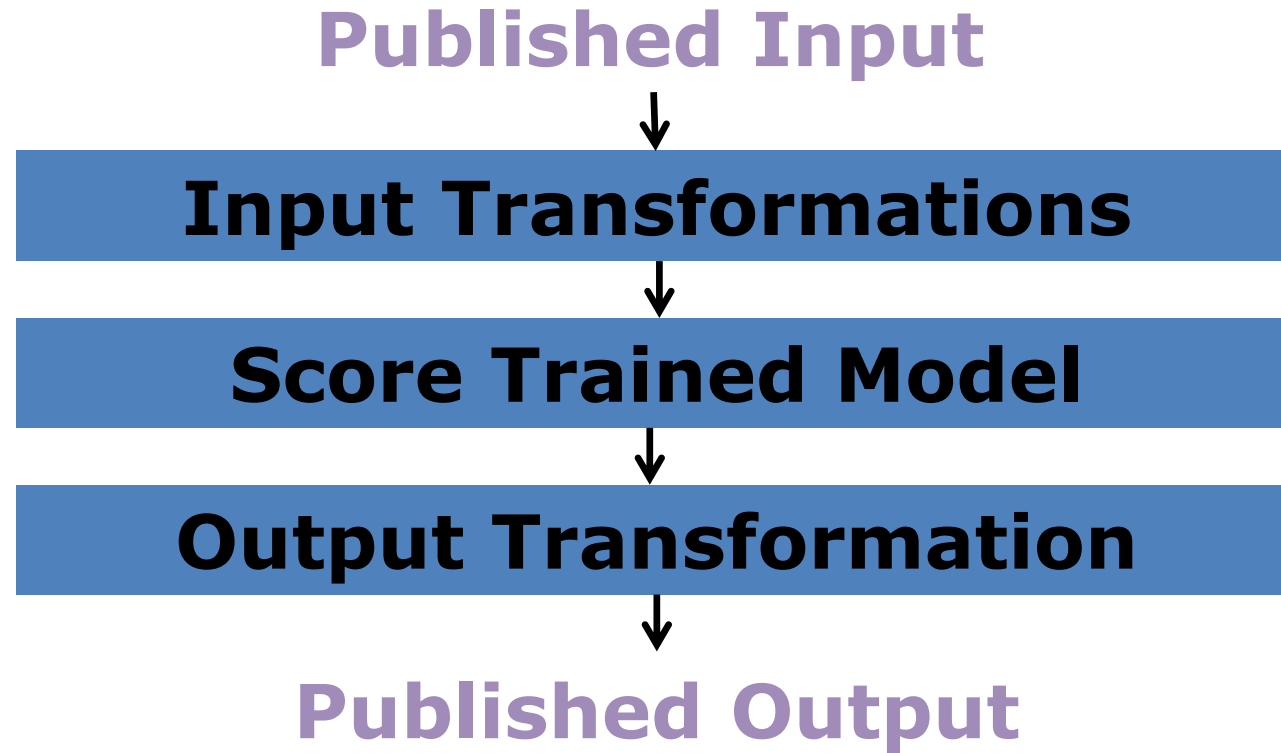 Published Input
Input Transformations
Score Trained Model
Output Transformation
Published Output